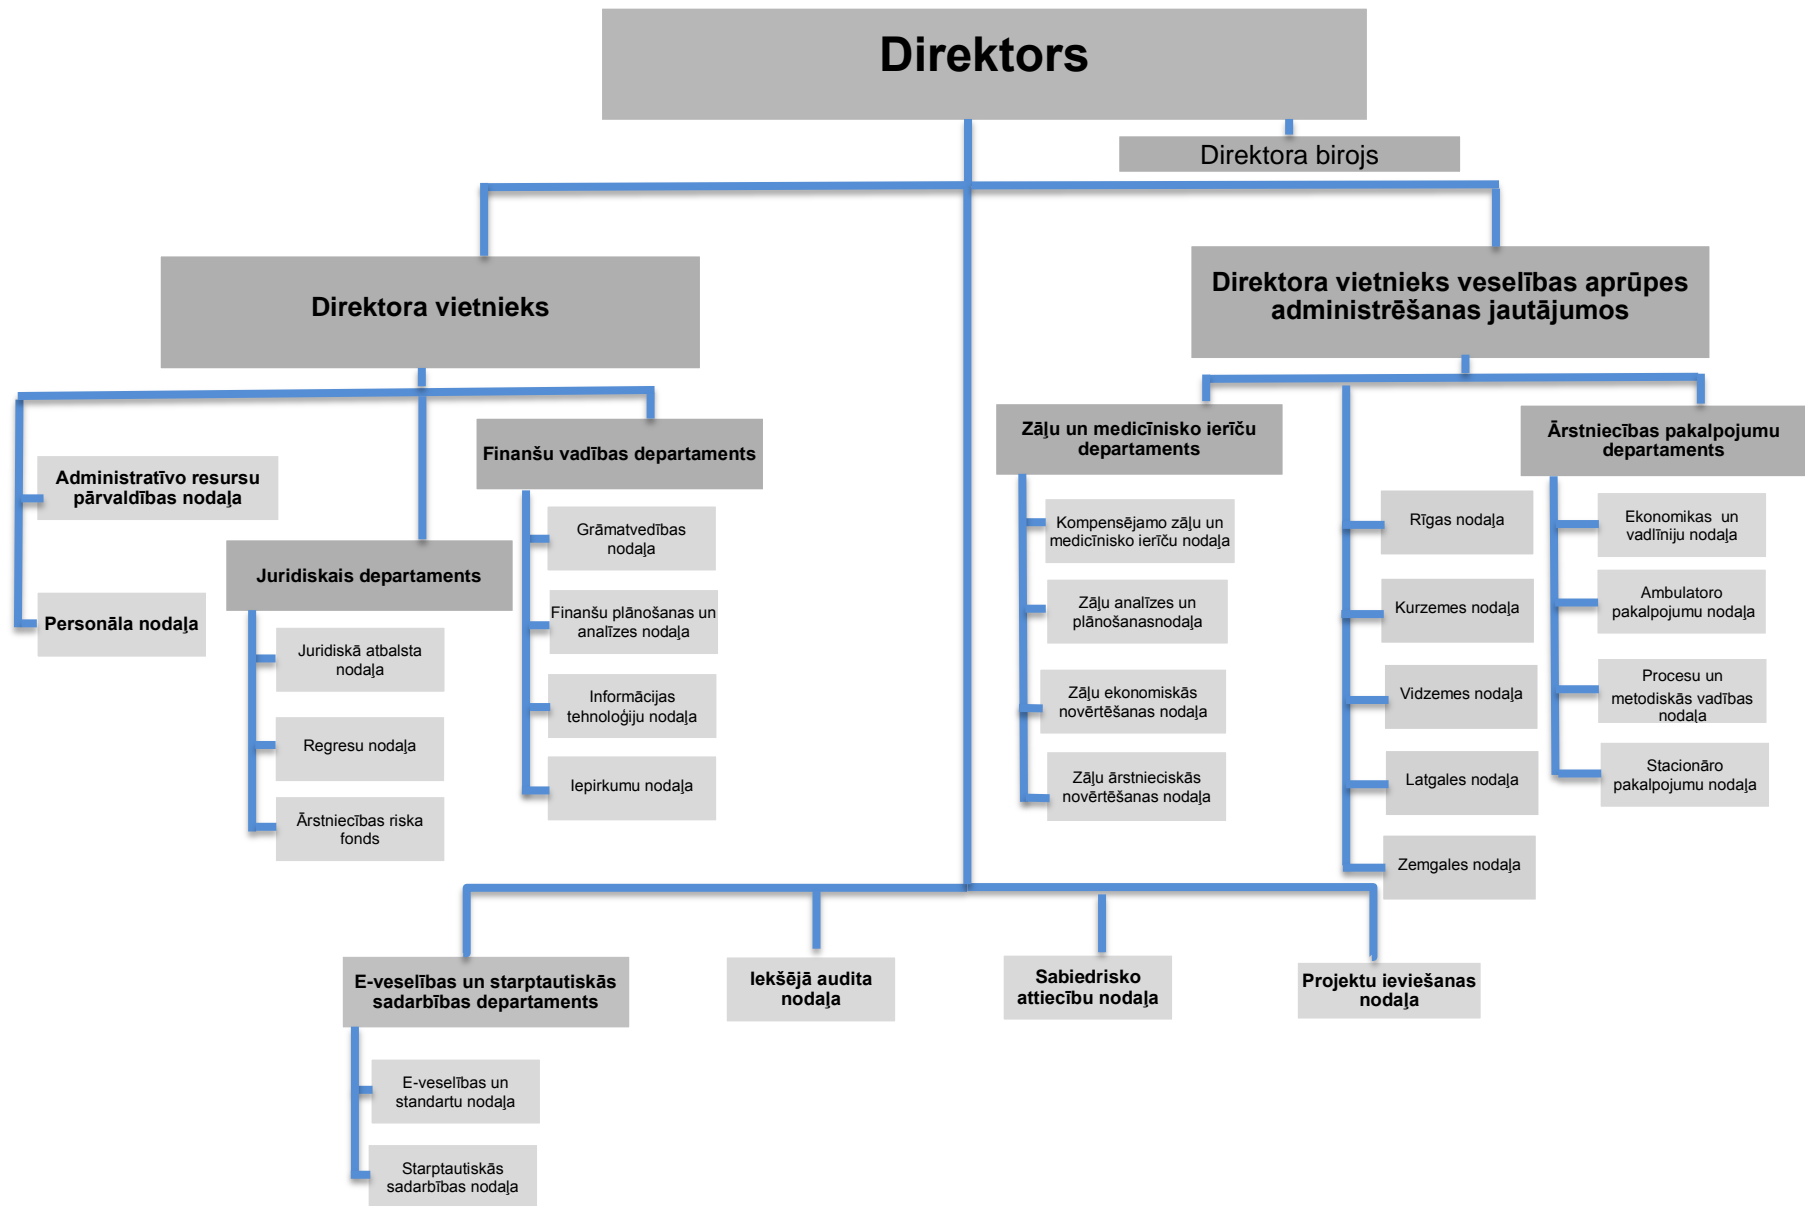 Direktors
Direktora birojs
Direktora vietnieks
Direktora vietnieks veselības aprūpes
administrēšanas jautājumos
Administratīvo resursu
pārvaldības nodaļa
Personāla nodaļa
Juridiskais departaments
Juridiskā atbalsta
nodaļa
Regresu nodaļa
Ārstniecības riska
fonds
Finanšu vadības departaments
Grāmatvedības
nodaļa
Finanšu plānošanas un
analīzes nodaļa
Informācijas
tehnoloģiju nodaļa
Iepirkumu nodaļa
Zāļu un medicīnisko ierīču
departaments
Kompensējamo zāļu un
medicīnisko ierīču nodaļa
Zāļu analīzes un
plānošanasnodaļa
Zāļu ekonomiskās
novērtēšanas nodaļa
Zāļu ārstnieciskās
novērtēšanas nodaļa
Rīgas nodaļa
Kurzemes nodaļa
Vidzemes nodaļa
Latgales nodaļa
Zemgales nodaļa
Ārstniecības pakalpojumu
departaments
Ekonomikas un
vadlīniju nodaļa
Ambulatoro
pakalpojumu nodaļa
Procesu un
metodiskās vadības
nodaļa
Stacionāro
pakalpojumu nodaļa
E-veselības un starptautiskās
sadarbības departaments
E-veselības un
standartu nodaļa
Starptautiskās
sadarbības nodaļa
Iekšējā audita
nodaļa
Sabiedrisko
attiecību nodaļa
Projektu ieviešanas
nodaļa